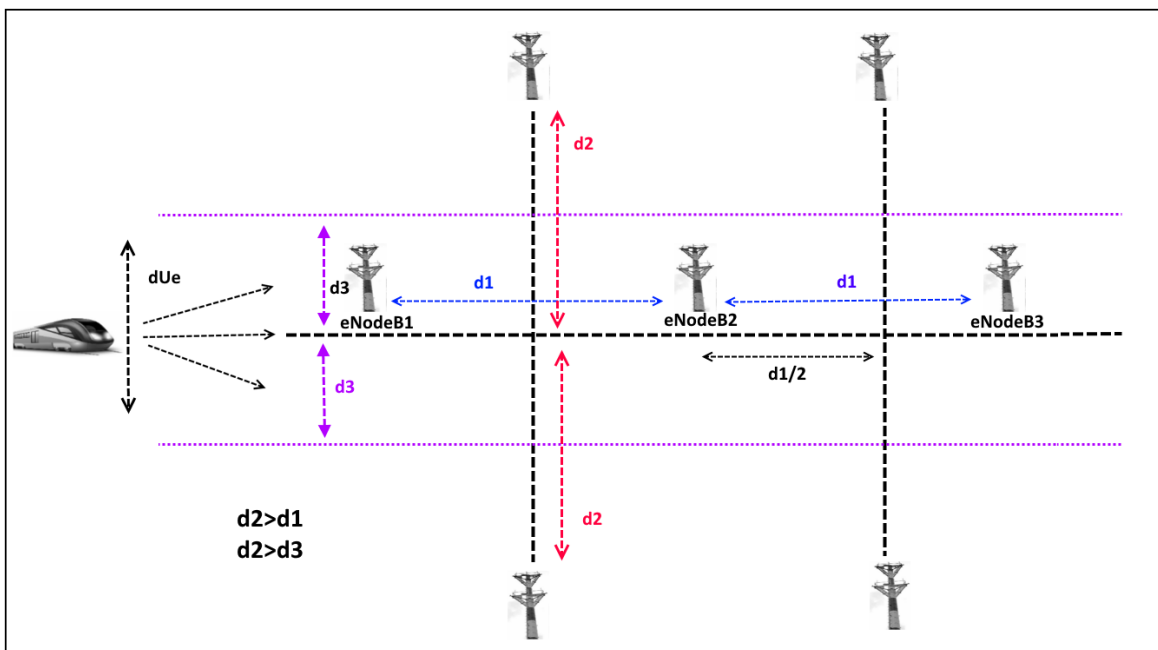 d2
dUe
d3
d1
d1
eNodeB1
eNodeB2
eNodeB3
d3
d1/2
d2
d2>d1
d2>d3